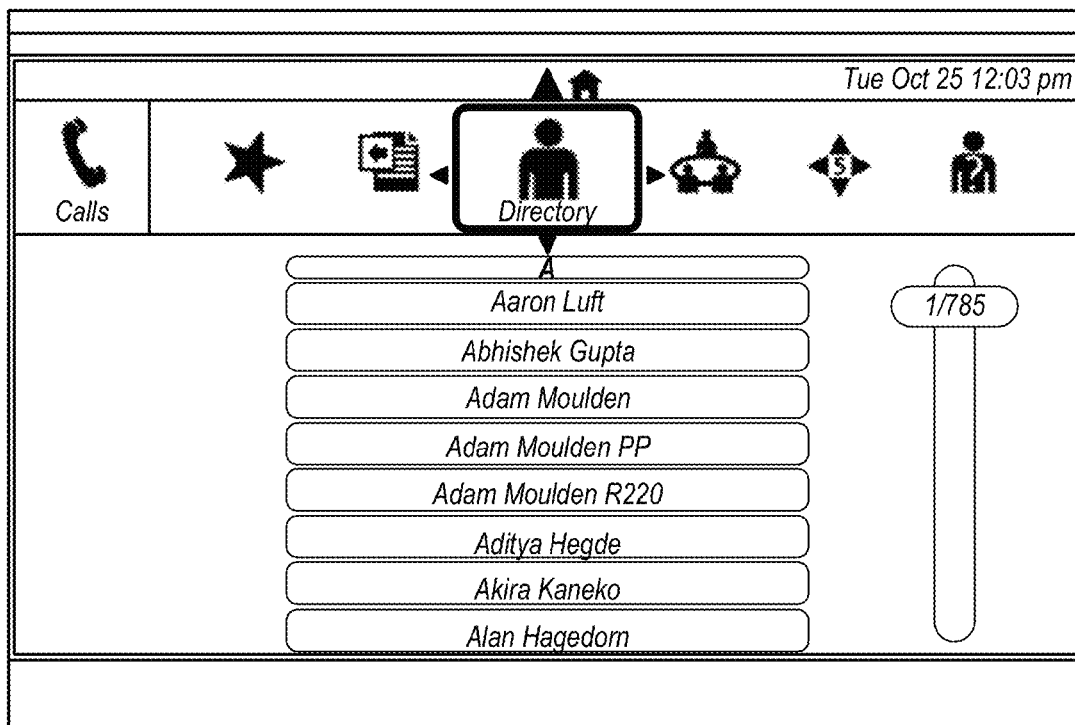 Tue Oct 25 12:03 pm
Calls
Directory
S
?
A
Aaron Luft
1/785
Abhishek Gupta
Adam Moulden
Adam Moulden PP
Adam Moulden R220
Aditya Hegde
Akira Kaneko
Alan Hagedorn